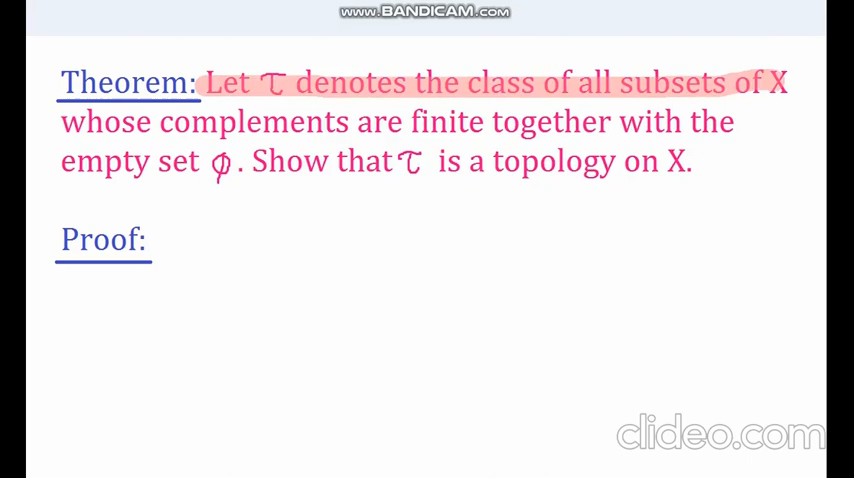 WWW.BANDICAM.COM
Theorem: Let τ denotes the class of all subsets of X
whose complements are finite together with the
empty set ϕ. Show that τ is a topology on X.
Proof:
clideo.com